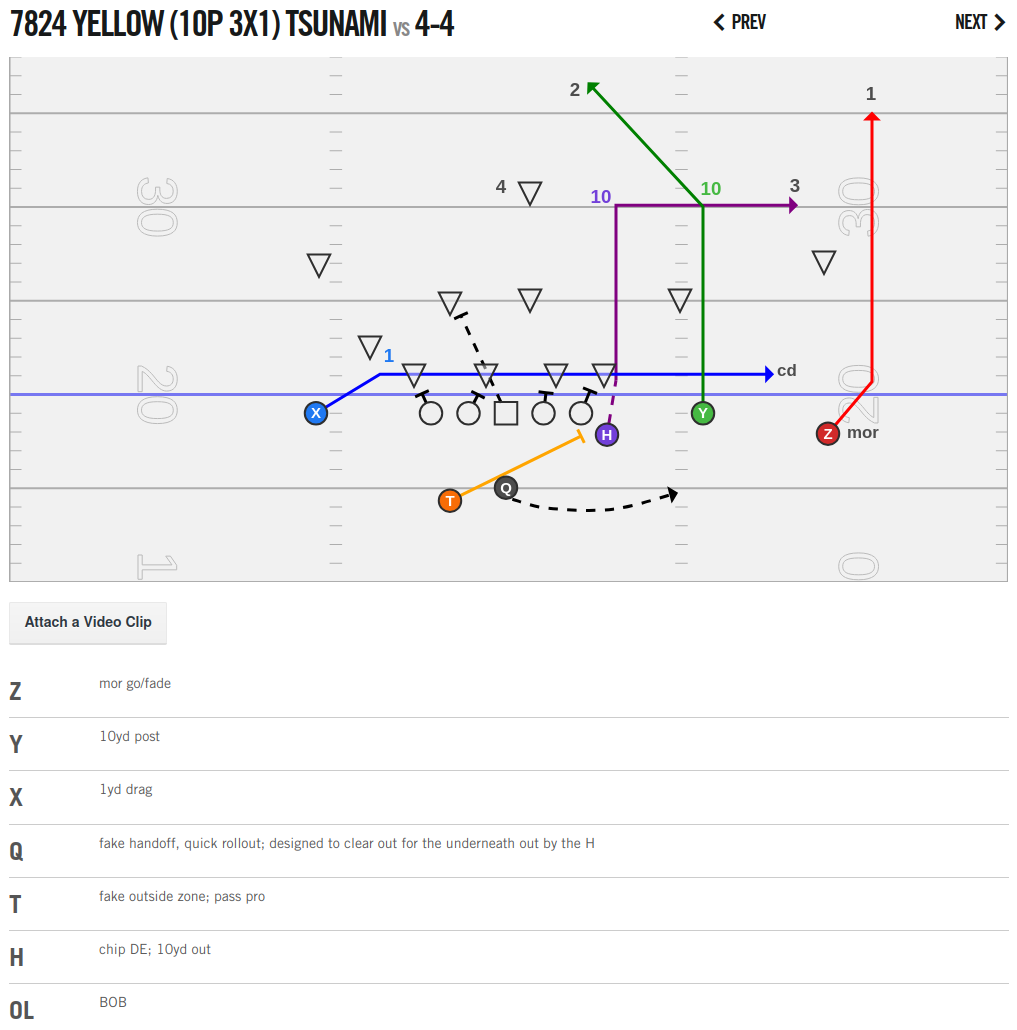 7824 YELLOW (10P 3X1) TSUNAMI VS 4-4
PREV
NEXT
2
1
4
10
10
3
30
30
1
cd
20
20
X
Y
H
Z
mor
T
Q
1
0
Attach a Video Clip
Z mor go/fade
Y 10yd post
X 1yd drag
Q fake handoff, quick rollout; designed to clear out for the underneath out by the H
T fake outside zone; pass pro
H chip DE; 10yd out
OL BOB